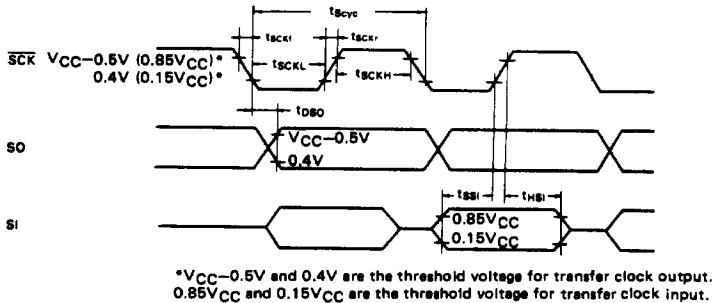 tScyc
tSCKf tSCKr
SCK VCC−0.5V (0.85VCC)*
0.4V (0.15VCC)*
tSCKL
tSCKH
tDSO
SO
VCC−0.5V
0.4V
tSSI tHSI
SI
0.85VCC
0.15VCC
*VCC−0.5V and 0.4V are the threshold voltage for transfer clock output.
0.85VCC and 0.15VCC are the threshold voltage for transfer clock input.